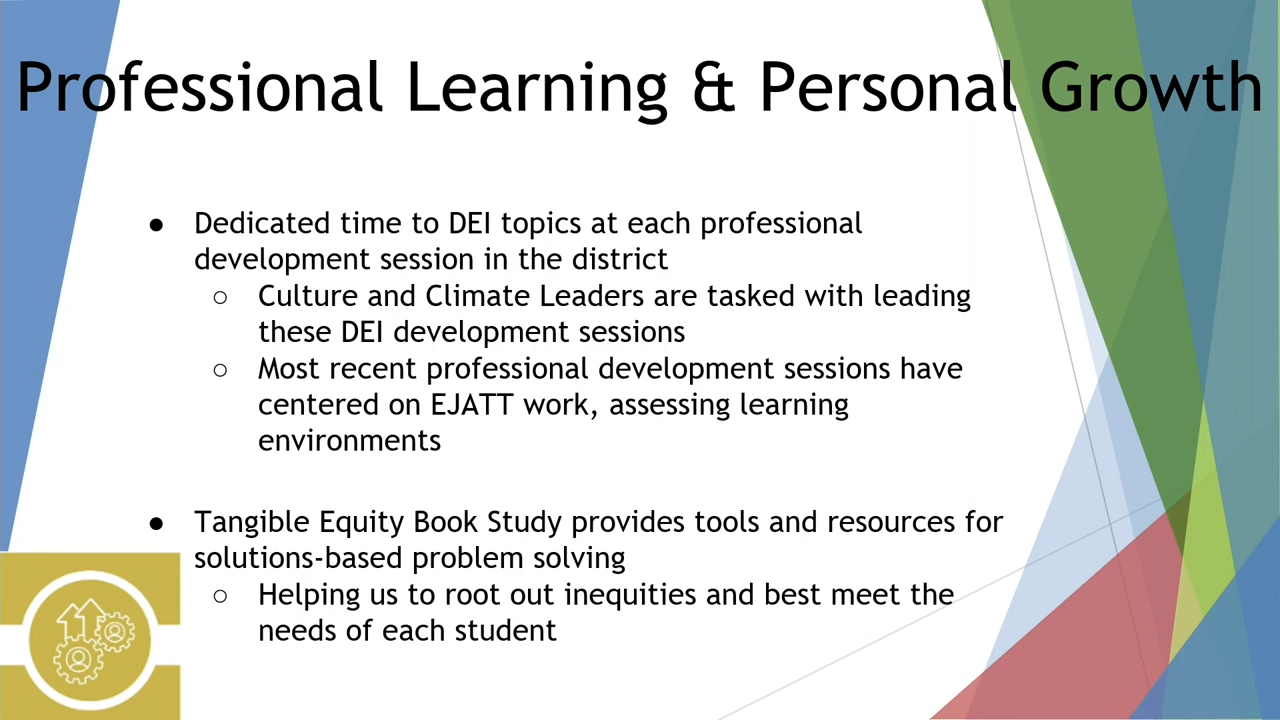 Professional Learning & Personal Growth
● Dedicated time to DEI topics at each professional
development session in the district
○ Culture and Climate Leaders are tasked with leading
these DEI development sessions
○ Most recent professional development sessions have
centered on EJATT work, assessing learning
environments
● Tangible Equity Book Study provides tools and resources for
solutions-based problem solving
○ Helping us to root out inequities and best meet the
needs of each student